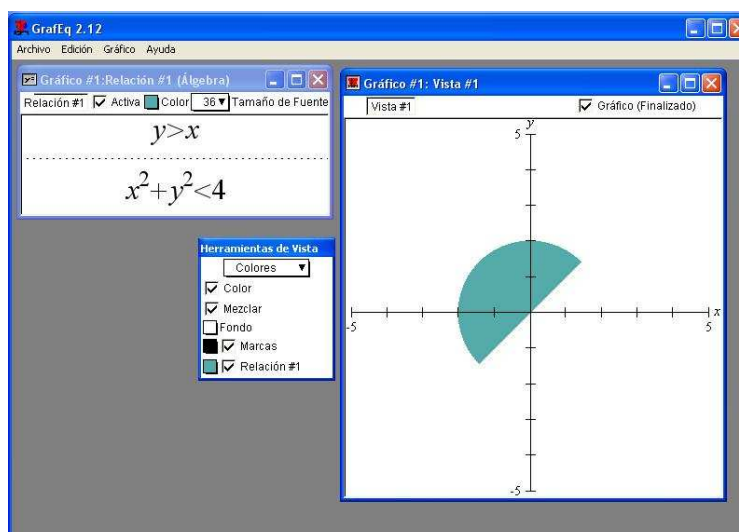 GrafEq 2.12
Archivo Edición Gráfico Ayuda
Gráfico #1:Relación #1 (Álgebra)
Relación #1 Activa Color 36 Tamaño de Fuente
y>x
x²+y²<4
Herramientas de Vista
Colores
Color
Mezclar
Fondo
Marcas
Relación #1
Gráfico #1: Vista #1
Vista #1 Gráfico (Finalizado)
y
5
-5 5 x
-5